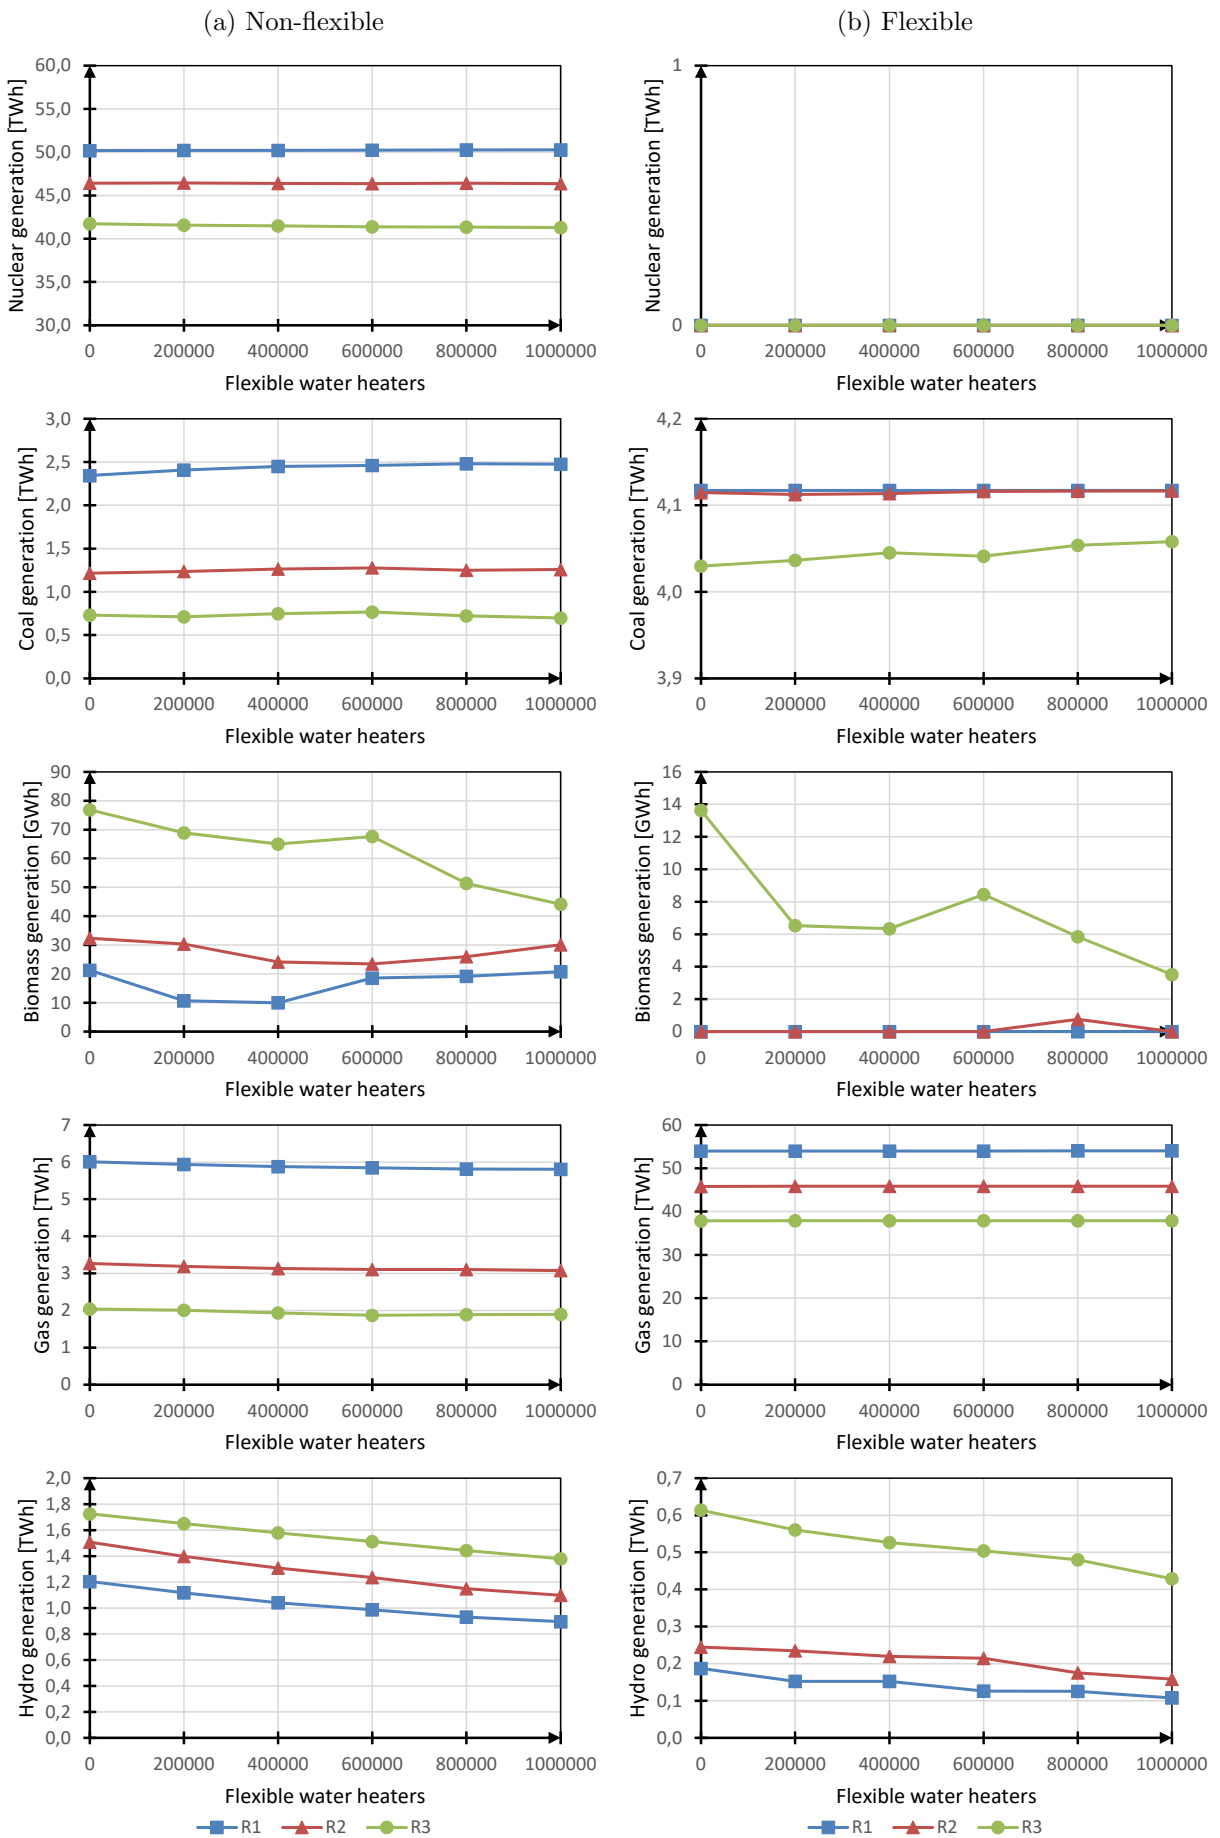 (a) Non-flexible
(b) Flexible
Nuclear generation [TWh]
60,0
55,0
50,0
45,0
40,0
35,0
30,0
0 200000 400000 600000 800000 1000000
Flexible water heaters
Nuclear generation [TWh]
1
0
0 200000 400000 600000 800000 1000000
Flexible water heaters
Coal generation [TWh]
3,0
2,5
2,0
1,5
1,0
0,5
0,0
0 200000 400000 600000 800000 1000000
Flexible water heaters
Coal generation [TWh]
4,2
4,1
4,0
3,9
0 200000 400000 600000 800000 1000000
Flexible water heaters
Biomass generation [GWh]
90
80
70
60
50
40
30
20
10
0
0 200000 400000 600000 800000 1000000
Flexible water heaters
Biomass generation [GWh]
16
14
12
10
8
6
4
2
0
0 200000 400000 600000 800000 1000000
Flexible water heaters
Gas generation [TWh]
7
6
5
4
3
2
1
0
0 200000 400000 600000 800000 1000000
Flexible water heaters
Gas generation [TWh]
60
50
40
30
20
10
0
0 200000 400000 600000 800000 1000000
Flexible water heaters
Hydro generation [TWh]
2,0
1,8
1,6
1,4
1,2
1,0
0,8
0,6
0,4
0,2
0,0
0 200000 400000 600000 800000 1000000
Flexible water heaters
R1 R2 R3
Hydro generation [TWh]
0,7
0,6
0,5
0,4
0,3
0,2
0,1
0,0
0 200000 400000 600000 800000 1000000
Flexible water heaters
R1 R2 R3